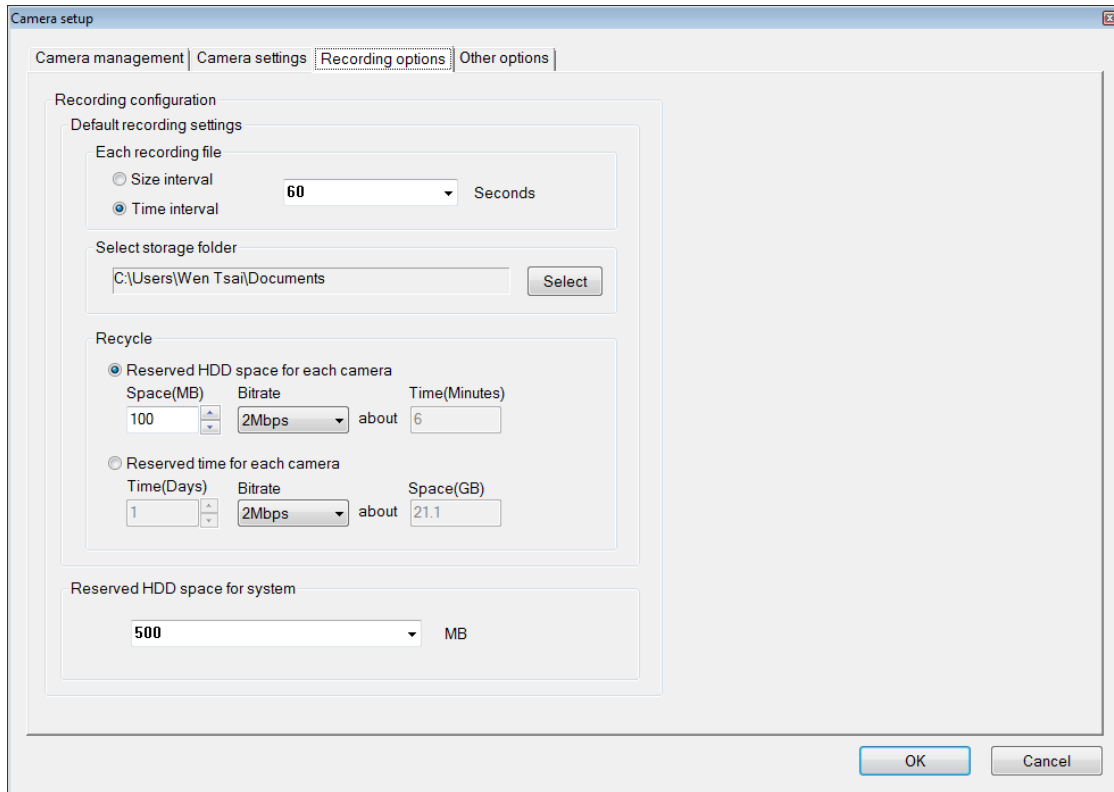 Camera setup
Camera management Camera settings Recording options Other options
Recording configuration
Default recording settings
Each recording file
Size interval
60 Seconds
Time interval
Select storage folder
C:\Users\Wen Tsai\Documents
Select
Recycle
Reserved HDD space for each camera
Space(MB) Bitrate Time(Minutes)
100 2Mbps about 6
Reserved time for each camera
Time(Days) Bitrate Space(GB)
1 2Mbps about 21.1
Reserved HDD space for system
500 MB
OK Cancel